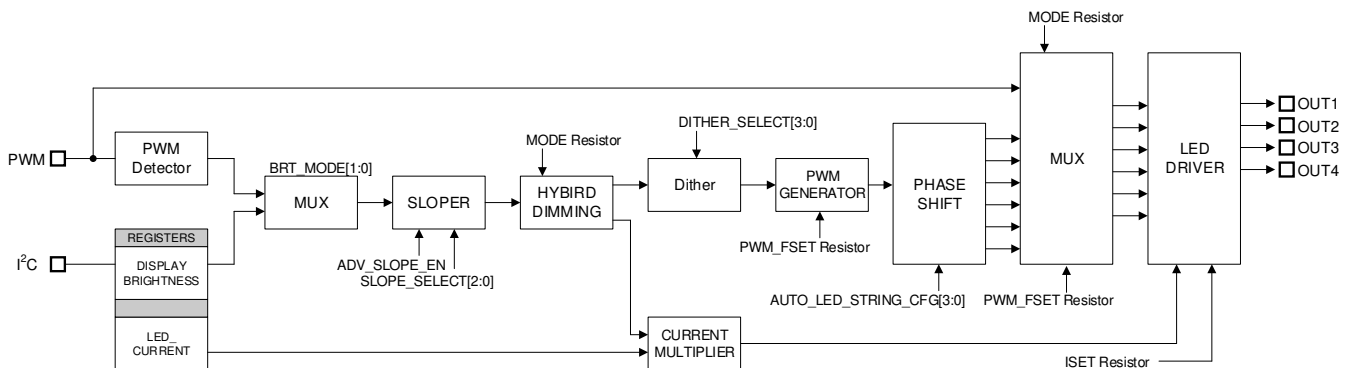 MODE Resistor
PWM
PWM
Detector
I²C
REGISTERS
DISPLAY
BRIGHTNESS
LED_
CURRENT
BRT_MODE[1:0]
MUX
SLOPER
ADV_SLOPE_EN
SLOPE_SELECT[2:0]
MODE Resistor
HYBIRD
DIMMING
DITHER_SELECT[3:0]
Dither
PWM
GENERATOR
PWM_FSET Resistor
CURRENT
MULTIPLIER
PHASE
SHIFT
AUTO_LED_STRING_CFG[3:0]
MUX
PWM_FSET Resistor
LED
DRIVER
ISET Resistor
OUT1
OUT2
OUT3
OUT4